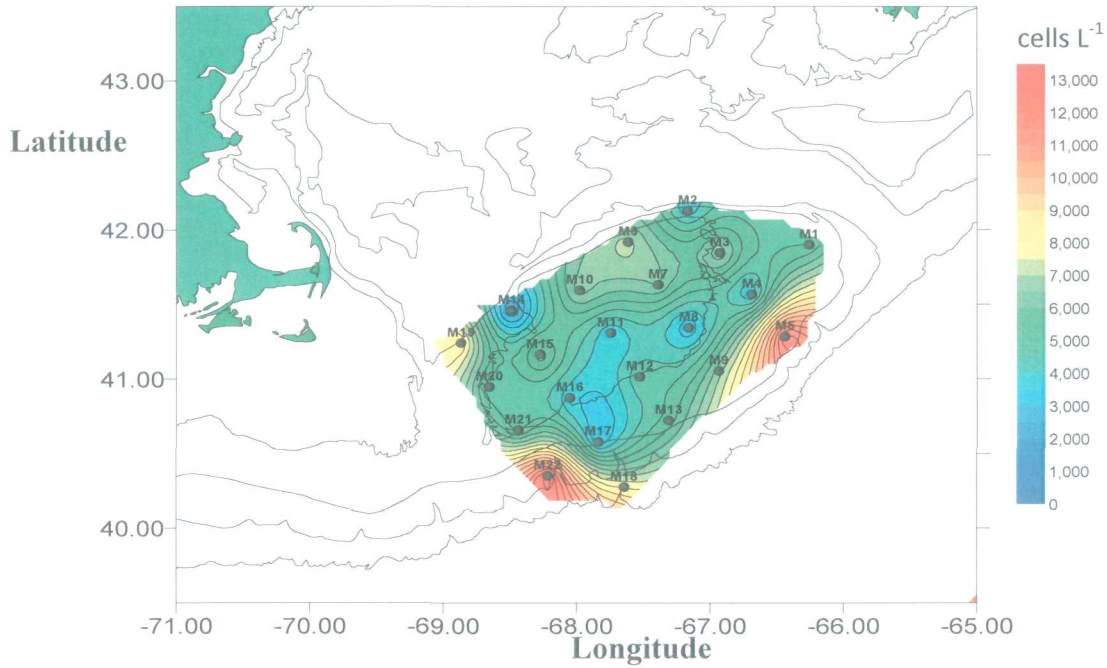 cells L-1
13,000
12,000
11,000
10,000
9,000
8,000
7,000
6,000
5,000
4,000
3,000
2,000
1,000
0
Latitude
43.00
42.00
41.00
40.00
M2
M6
M3
M1
M10
M7
M4
M14
M11
M8
M5
M19
M15
M12
M9
M20
M16
M13
M21
M17
M22
M18
-71.00
-70.00
-69.00
-68.00
-67.00
-66.00
-65.00
Longitude